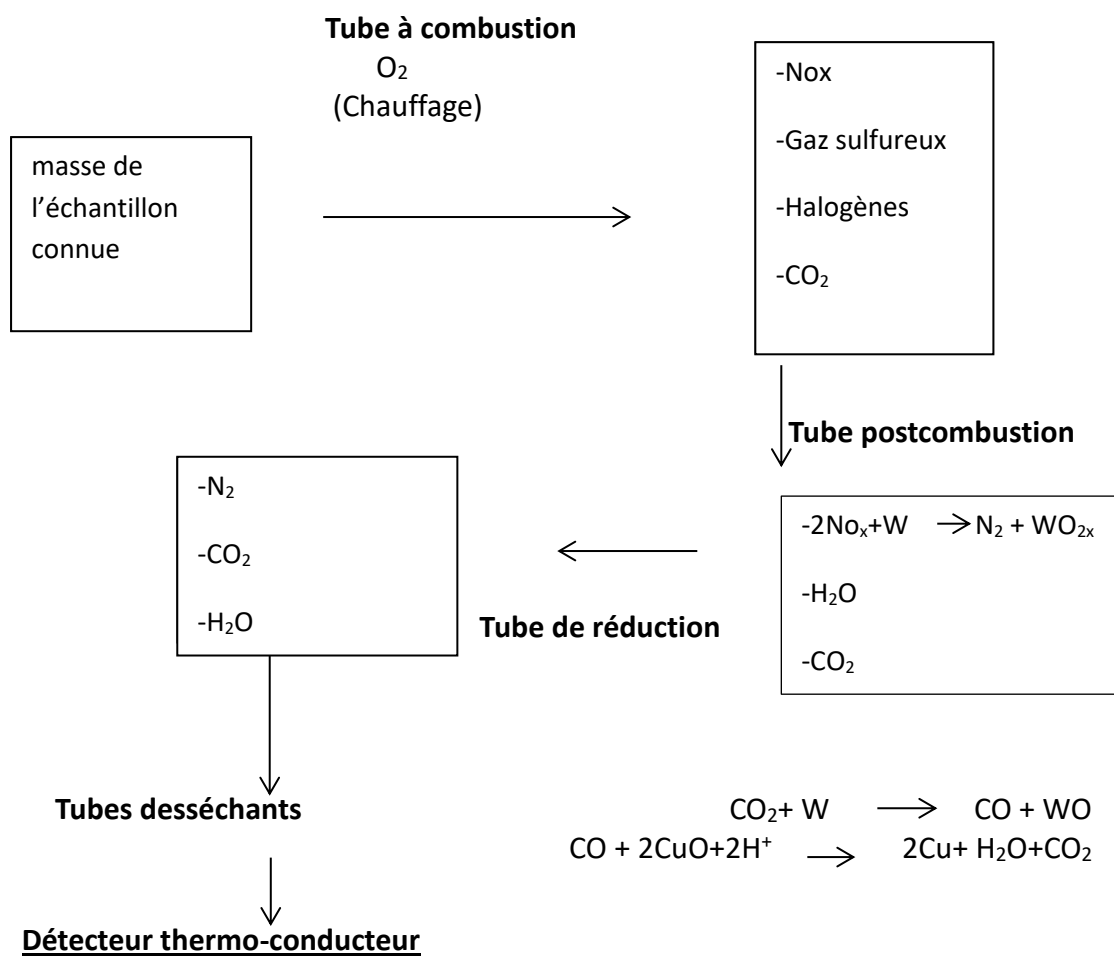 Tube à combustion
O₂
(Chauffage)
masse de
l’échantillon
connue
-Nox
-Gaz sulfureux
-Halogènes
-CO₂
Tube postcombustion
-2Noₓ+W → N₂ + WO₂ₓ
-H₂O
-CO₂
Tube de réduction
-N₂
-CO₂
-H₂O
Tubes desséchants
CO₂+ W → CO + WO
CO + 2CuO+2H⁺ → 2Cu+ H₂O+CO₂
Détecteur thermo-conducteur